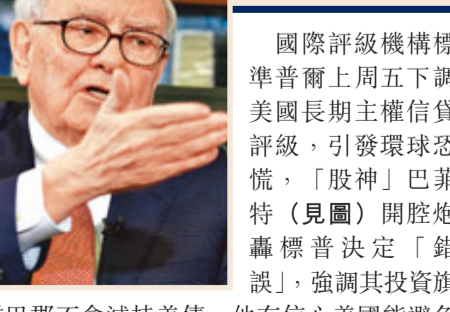 國際評級機構標
準普爾上周五下調
美國長期主權信貸
評級，引發環球恐
慌，「股神」巴菲
特（見圖）開腔炮
轟標普決定「錯
誤」，強調其投資旗